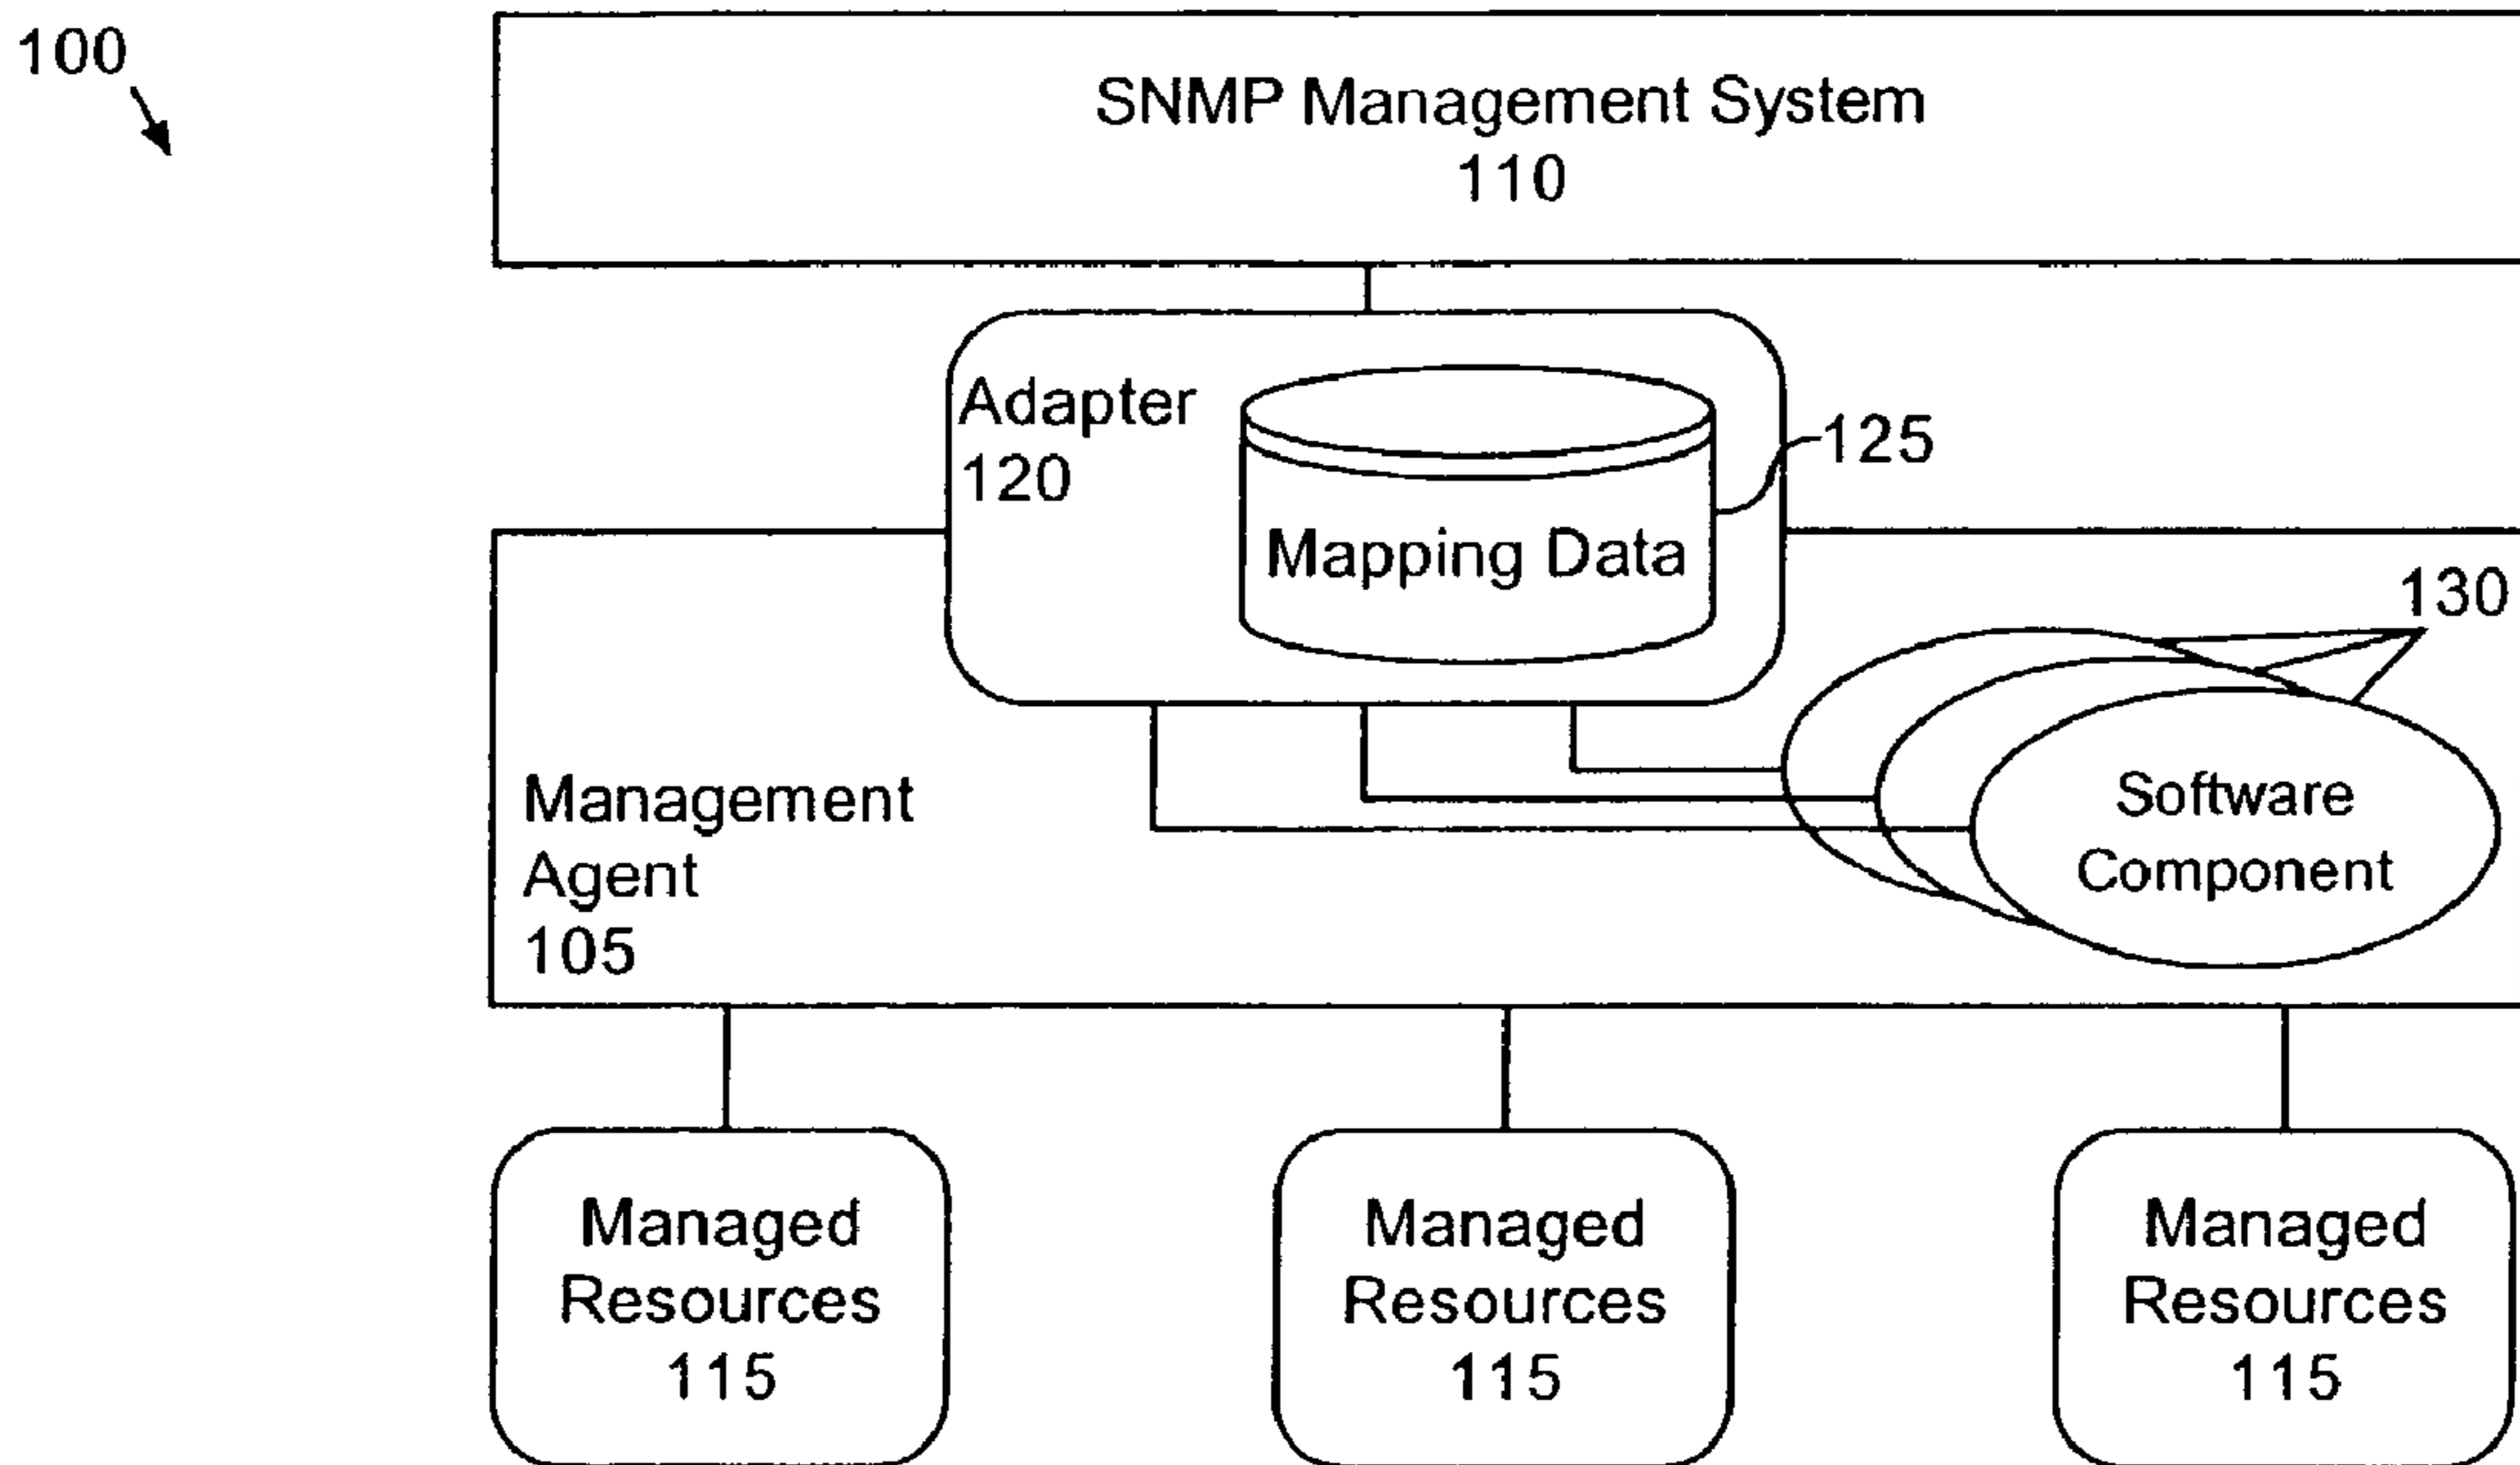 100
SNMP Management System
110
Adapter
120
125
Mapping Data
130
Management
Agent
105
Software
Component
Managed
Resources
115
Managed
Resources
115
Managed
Resources
115